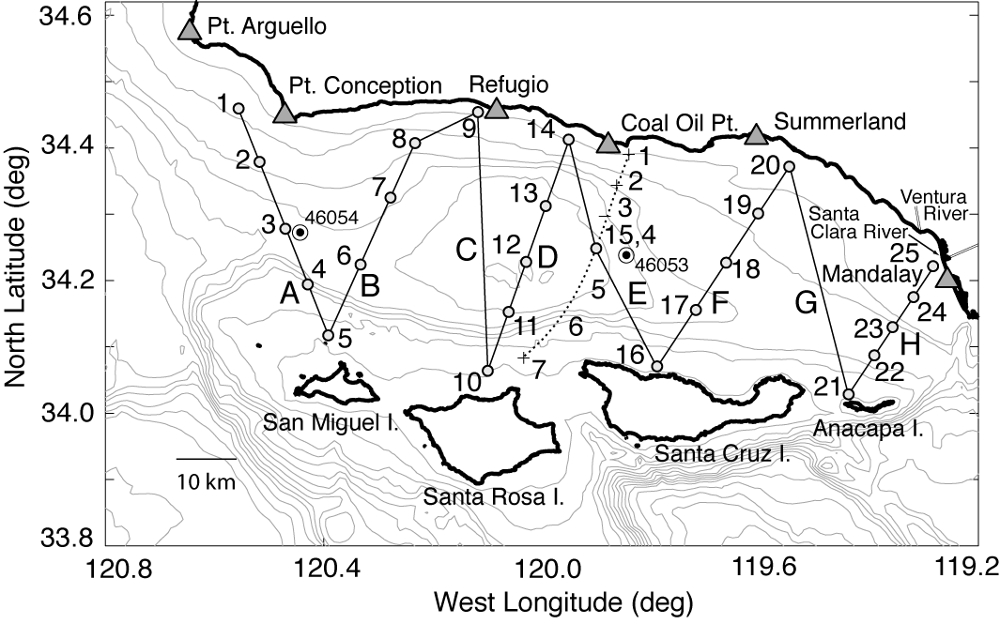 34.6
Pt. Arguello
Pt. Conception
Refugio
1
14
Coal Oil Pt.
Summerland
34.4
8
9
1
2
20
2
7
13
3
19
Santa
Clara River
Ventura
River
3
46054
15,4
C
12
D
6
46053
18
25
Mandalay
34.2
A
4
B
5
E
17
F
G
24
11
6
23
H
5
16
22
10
7
21
34.0
San Miguel I.
Anacapa I.
Santa Cruz I.
10 km
Santa Rosa I.
33.8
120.8
120.4
120.0
119.6
119.2
North Latitude (deg)
West Longitude (deg)